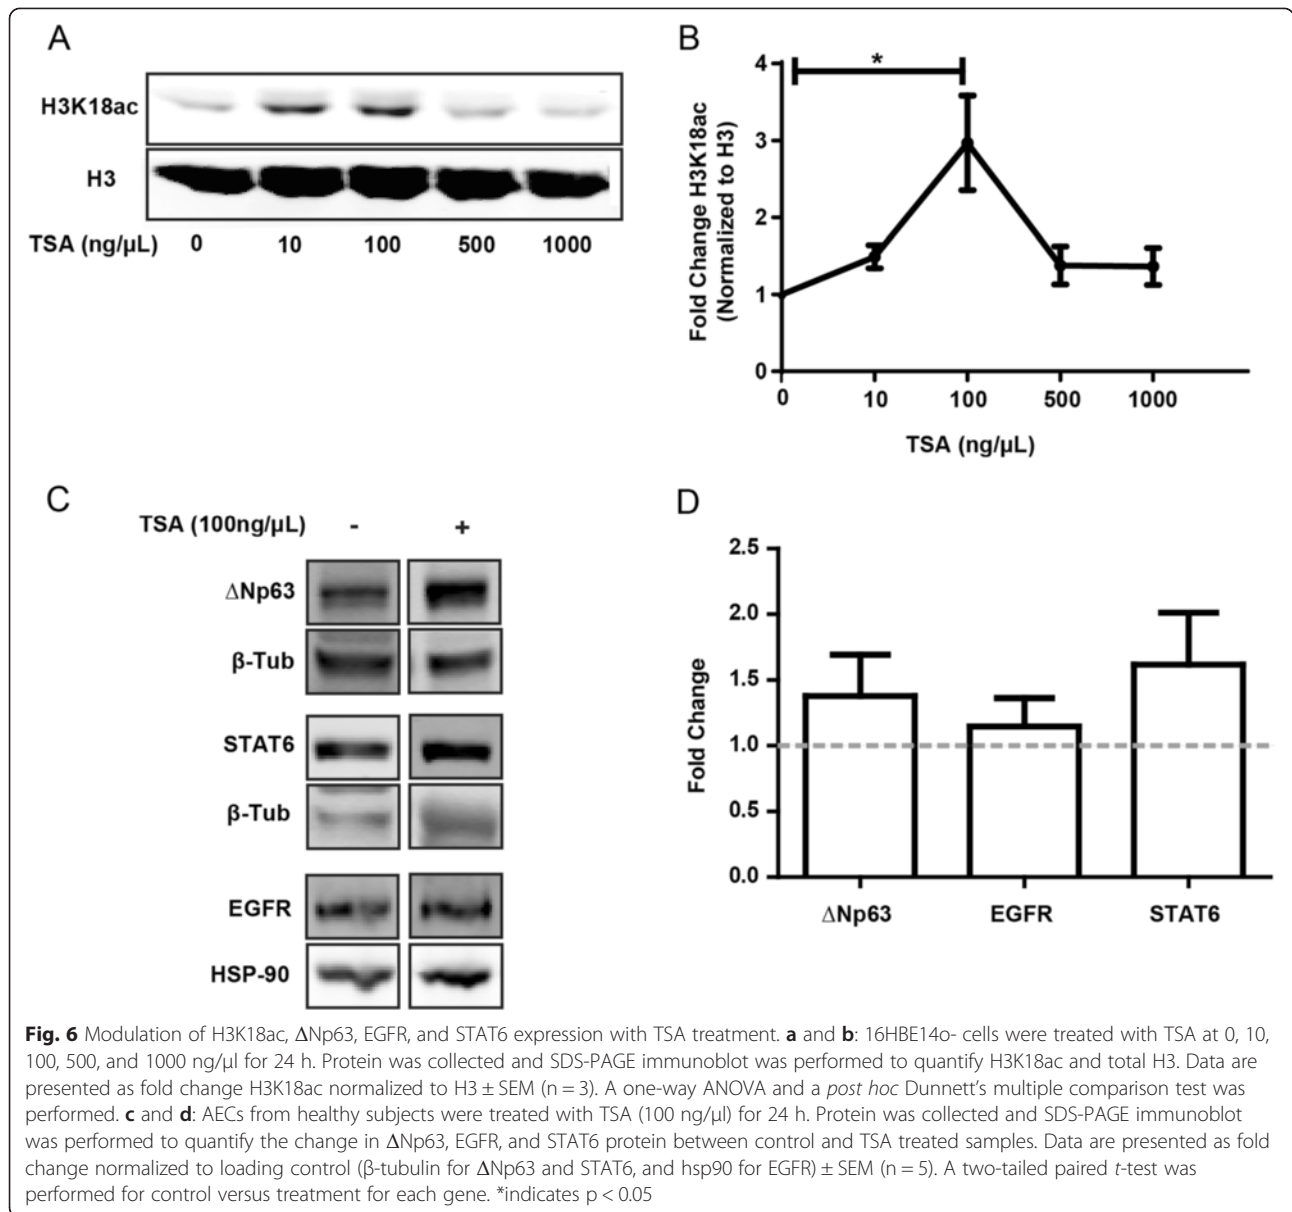 A
H3K18ac
H3
TSA (ng/µL) 0 10 100 500 1000
B
Fold Change H3K18ac
(Normalized to H3)
4
3
2
1
0
*
0 10 100 500 1000
TSA (ng/µL)
C
TSA (100ng/µL) - +
ΔNp63
β-Tub
STAT6
β-Tub
EGFR
HSP-90
D
Fold Change
2.5
2.0
1.5
1.0
0.5
0.0
ΔNp63 EGFR STAT6
Fig. 6 Modulation of H3K18ac, ΔNp63, EGFR, and STAT6 expression with TSA treatment. a and b: 16HBE14o- cells were treated with TSA at 0, 10,
100, 500, and 1000 ng/µl for 24 h. Protein was collected and SDS-PAGE immunoblot was performed to quantify H3K18ac and total H3. Data are
presented as fold change H3K18ac normalized to H3 ± SEM (n = 3). A one-way ANOVA and a post hoc Dunnett's multiple comparison test was
performed. c and d: AECs from healthy subjects were treated with TSA (100 ng/µl) for 24 h. Protein was collected and SDS-PAGE immunoblot
was performed to quantify the change in ΔNp63, EGFR, and STAT6 protein between control and TSA treated samples. Data are presented as fold
change normalized to loading control (β-tubulin for ΔNp63 and STAT6, and hsp90 for EGFR) ± SEM (n = 5). A two-tailed paired t-test was
performed for control versus treatment for each gene. *indicates p < 0.05